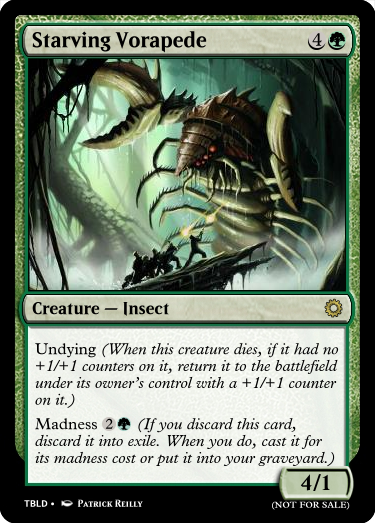 Starving Vorapede 4
Creature — Insect
Undying (When this creature dies, if it had no
+1/+1 counters on it, return it to the battlefield
under its owner's control with a +1/+1 counter
on it.)
Madness 2 (If you discard this card,
discard it into exile. When you do, cast it for
its madness cost or put it into your graveyard.)
4/1
TBLD • Patrick Reilly
(NOT FOR SALE)